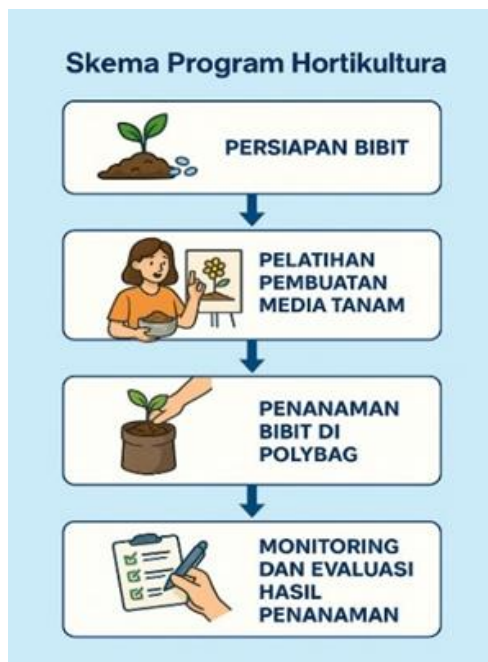 Skema Program Hortikultura
PERSIAPAN BIBIT
PELATIHAN
PEMBUATAN
MEDIA TANAM
PENANAMAN
BIBIT DI
POLYBAG
MONITORING
DAN EVALUASI
HASIL
PENANAMAN